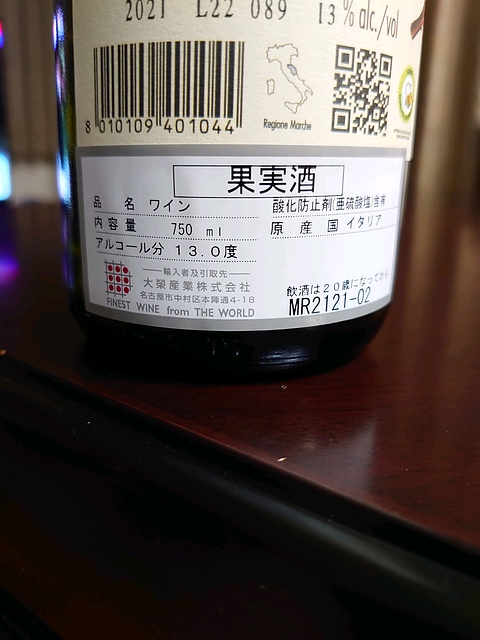 2021 L22 089 13% alc./vol
8 010109 401044
Regione Marche
果実酒
品名 ワイン
酸化防止剤(亜硫酸塩)含有
内容量 750 ml
原産国 イタリア
アルコール分 13.0度
輸入者及引取先
大榮産業株式会社
名古屋市中村区本陣通4-18
FINEST WINE from THE WORLD
飲酒は20歳になってから
MR2121-02